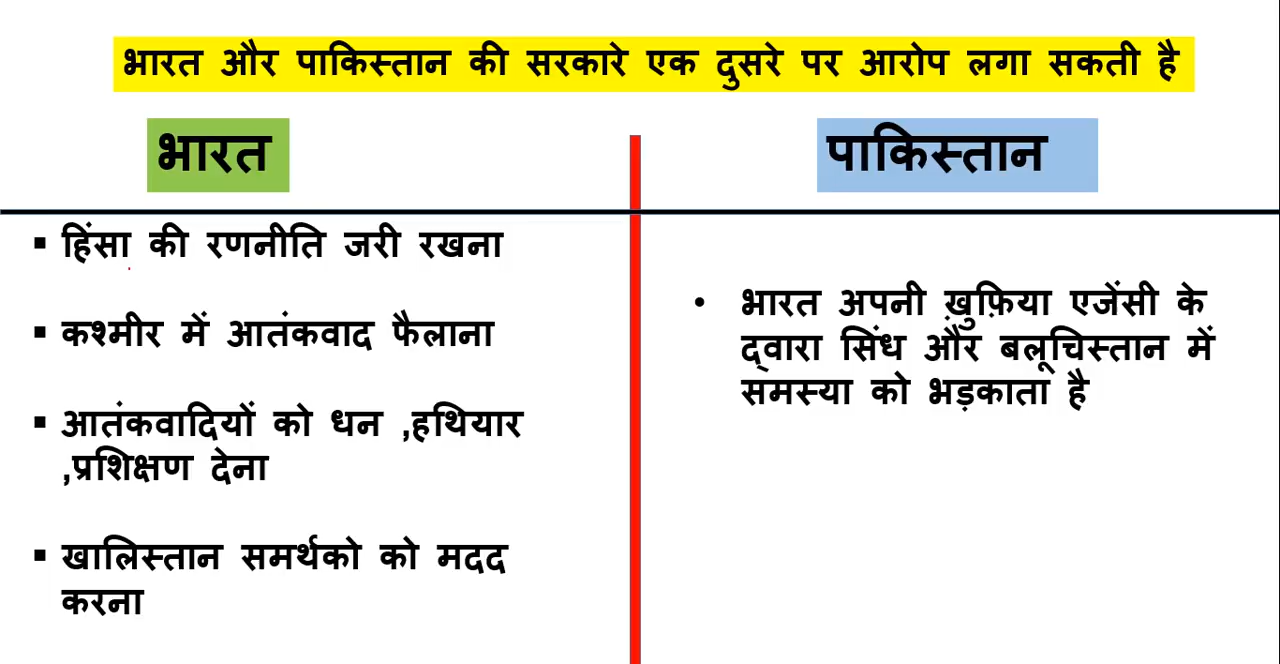 भारत और पाकिस्तान की सरकारे एक दुसरे पर आरोप लगा सकती है
भारत
पाकिस्तान
▪ हिंसा की रणनीति जरी रखना
▪ कश्मीर में आतंकवाद फैलाना
▪ आतंकवादियों को धन ,हथियार
,प्रशिक्षण देना
▪ खालिस्तान समर्थको को मदद
करना
• भारत अपनी ख़ुफ़िया एजेंसी के
द्वारा सिंध और बलूचिस्तान में
समस्या को भड़काता है